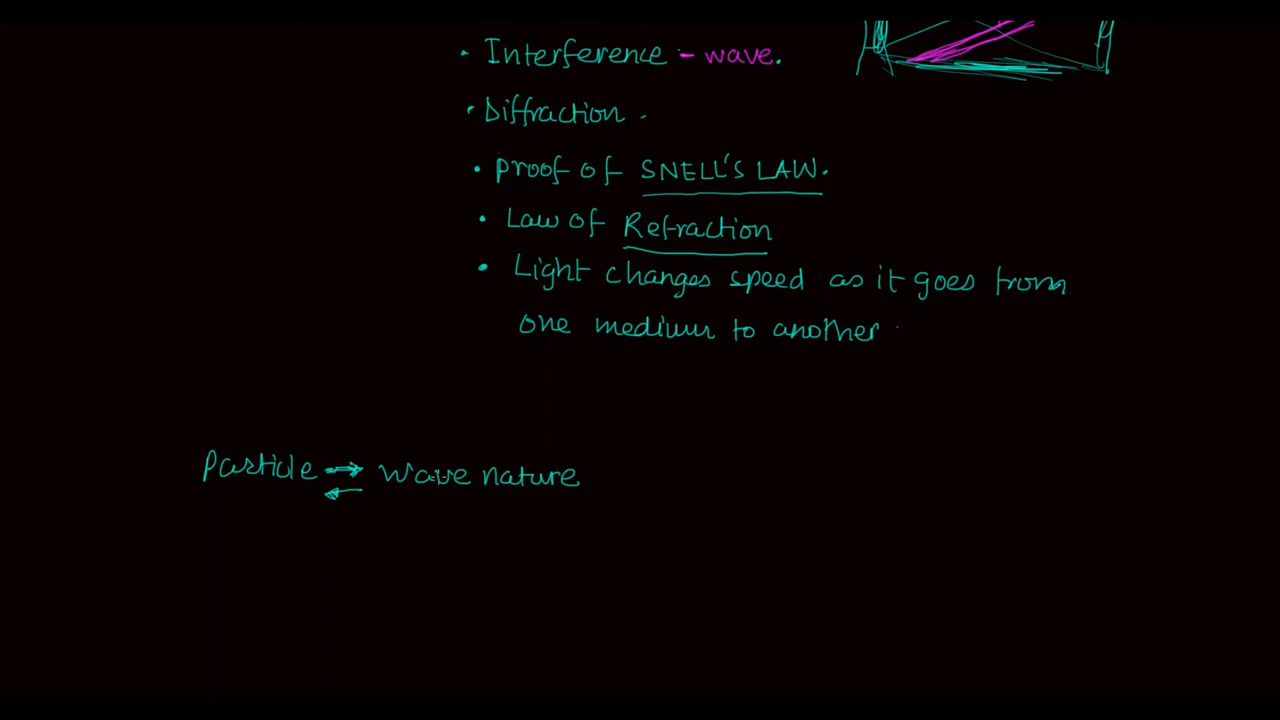 • Interference - wave.
• Diffraction .
• Proof of SNELL'S LAW.
• Law of Refraction
• Light changes speed as it goes from
one medium to another .
Particle → wave nature
←